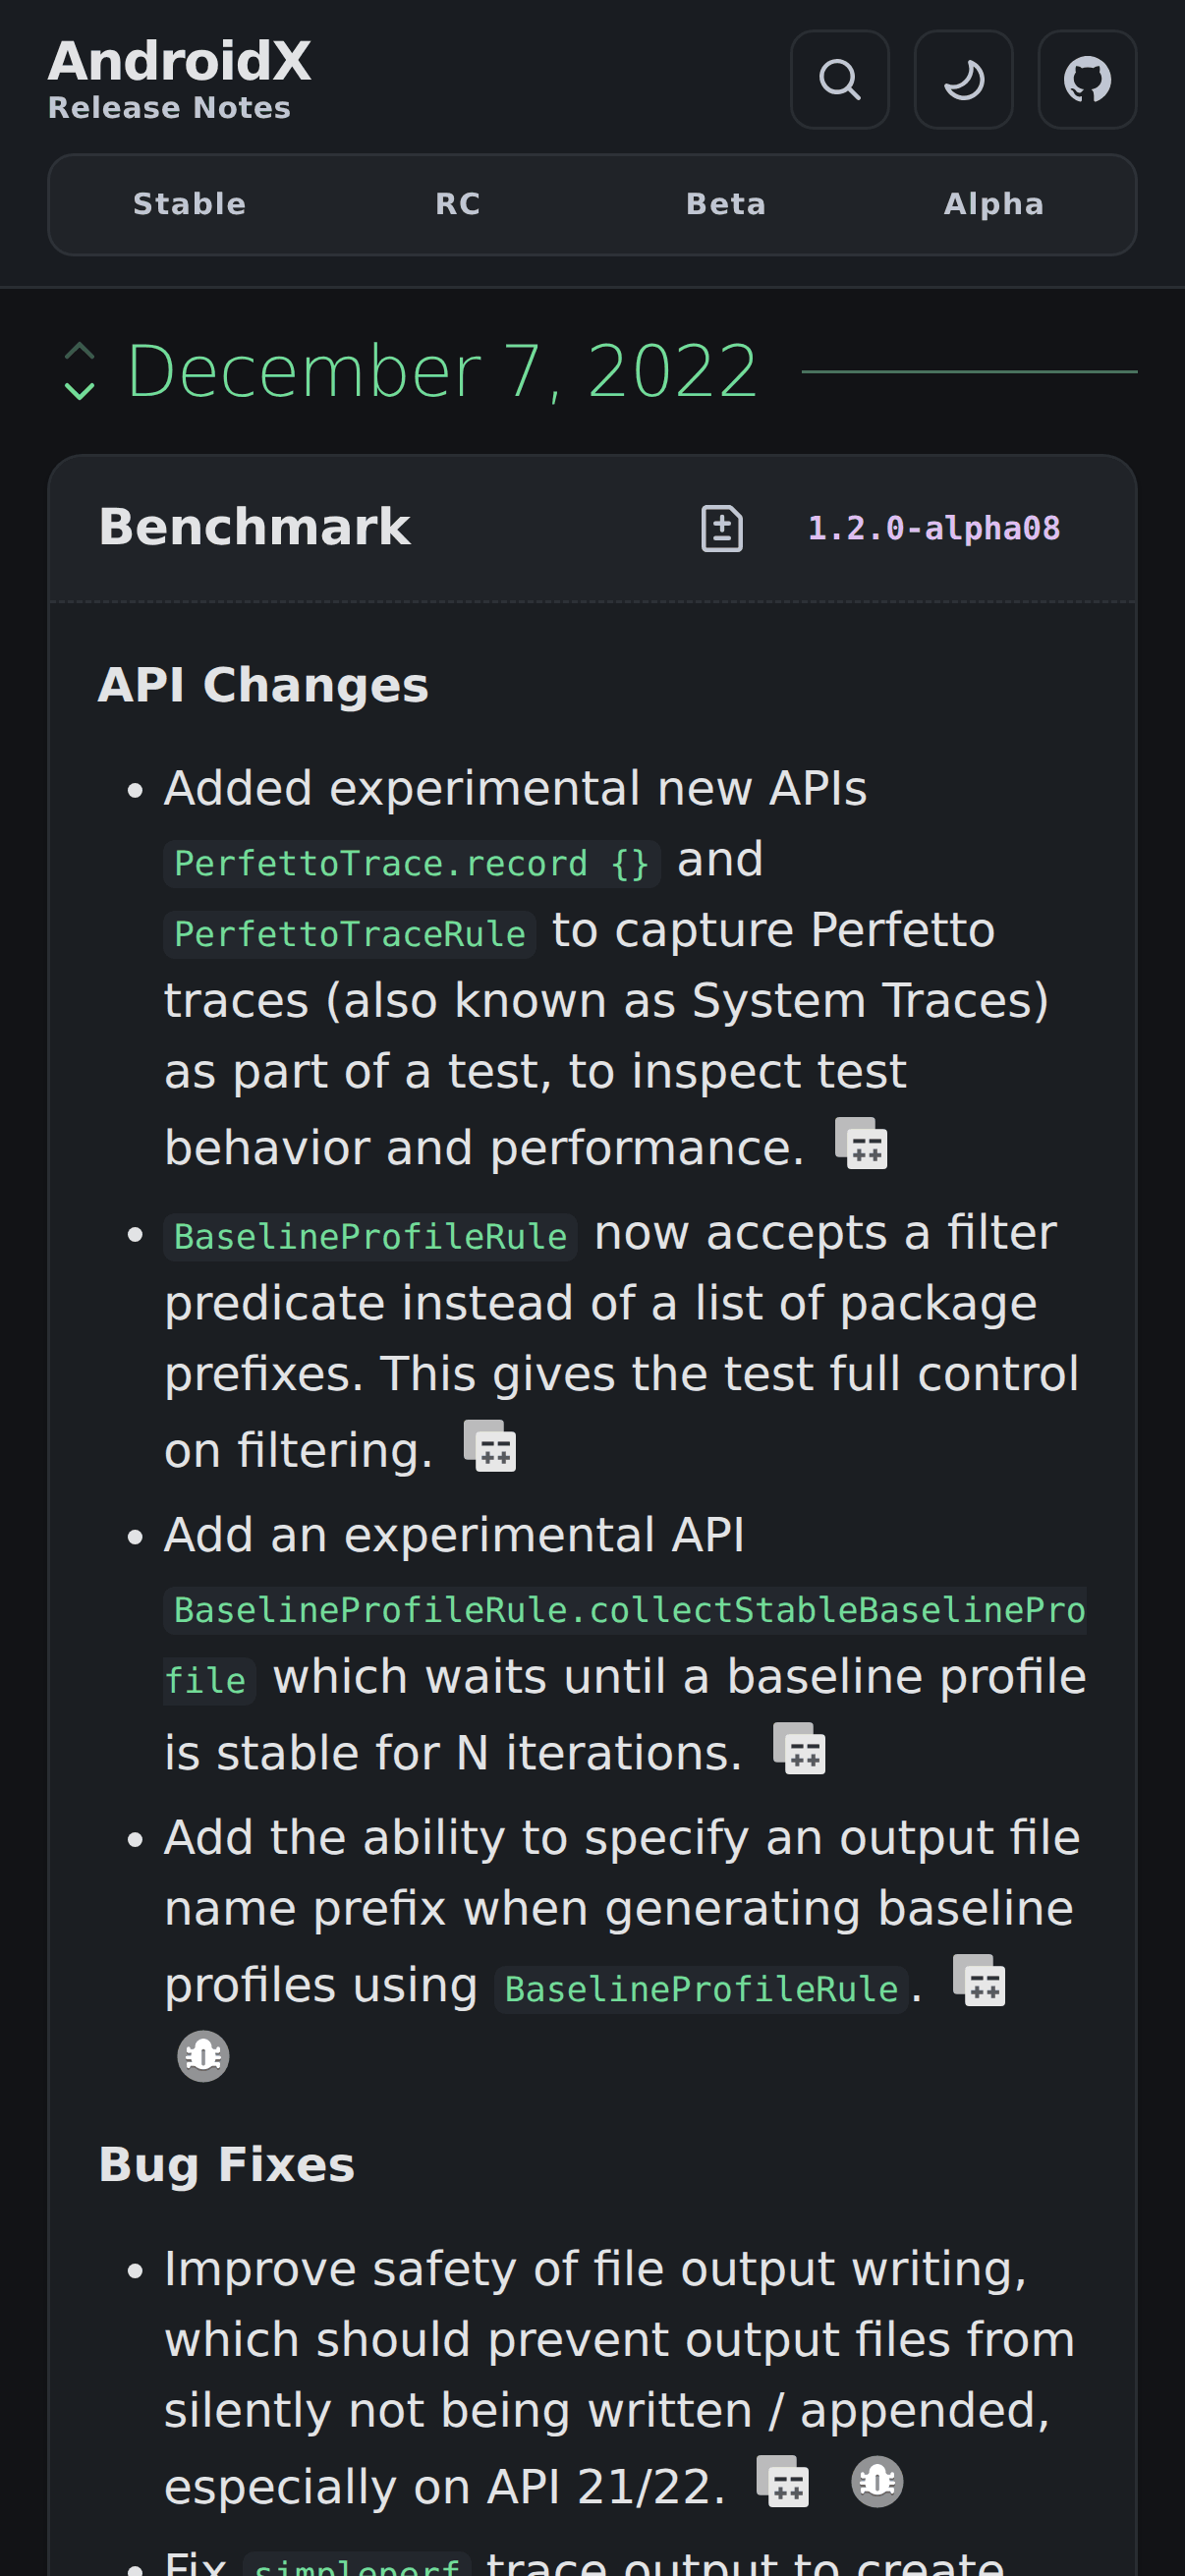 AndroidX
Release Notes
Stable RC Beta Alpha
December 7, 2022
Benchmark 1.2.0-alpha08
API Changes
• Added experimental new APIs
PerfettoTrace.record {} and
PerfettoTraceRule to capture Perfetto
traces (also known as System Traces)
as part of a test, to inspect test
behavior and performance.
• BaselineProfileRule now accepts a filter
predicate instead of a list of package
prefixes. This gives the test full control
on filtering.
• Add an experimental API
BaselineProfileRule.collectStableBaselinePro
file which waits until a baseline profile
is stable for N iterations.
• Add the ability to specify an output file
name prefix when generating baseline
profiles using BaselineProfileRule.
Bug Fixes
• Improve safety of file output writing,
which should prevent output files from
silently not being written / appended,
especially on API 21/22.
• Fix simpleperf trace output to create